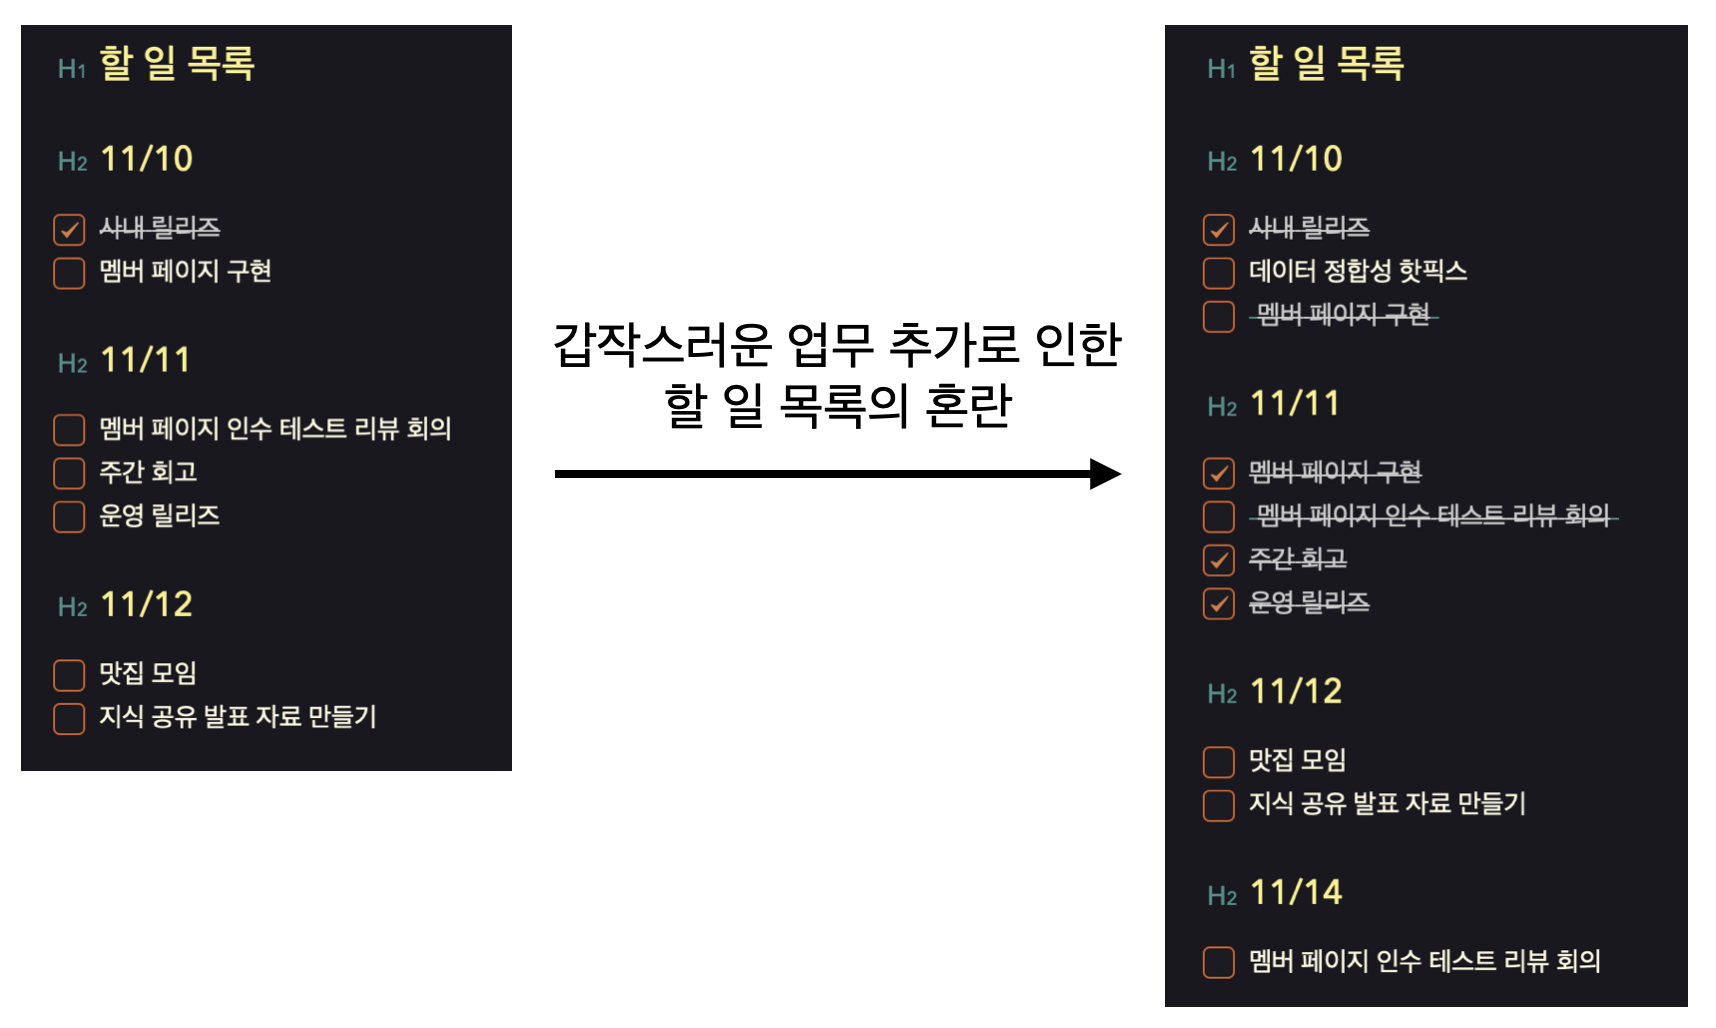 H1 할 일 목록
H2 11/10
사내 릴리즈
멤버 페이지 구현
H2 11/11
멤버 페이지 인수 테스트 리뷰 회의
주간 회고
운영 릴리즈
H2 11/12
맛집 모임
지식 공유 발표 자료 만들기
갑작스러운 업무 추가로 인한
할 일 목록의 혼란
H1 할 일 목록
H2 11/10
사내 릴리즈
데이터 정합성 핫픽스
멤버 페이지 구현
H2 11/11
멤버 페이지 구현
멤버 페이지 인수 테스트 리뷰 회의
주간 회고
운영 릴리즈
H2 11/12
맛집 모임
지식 공유 발표 자료 만들기
H2 11/14
멤버 페이지 인수 테스트 리뷰 회의